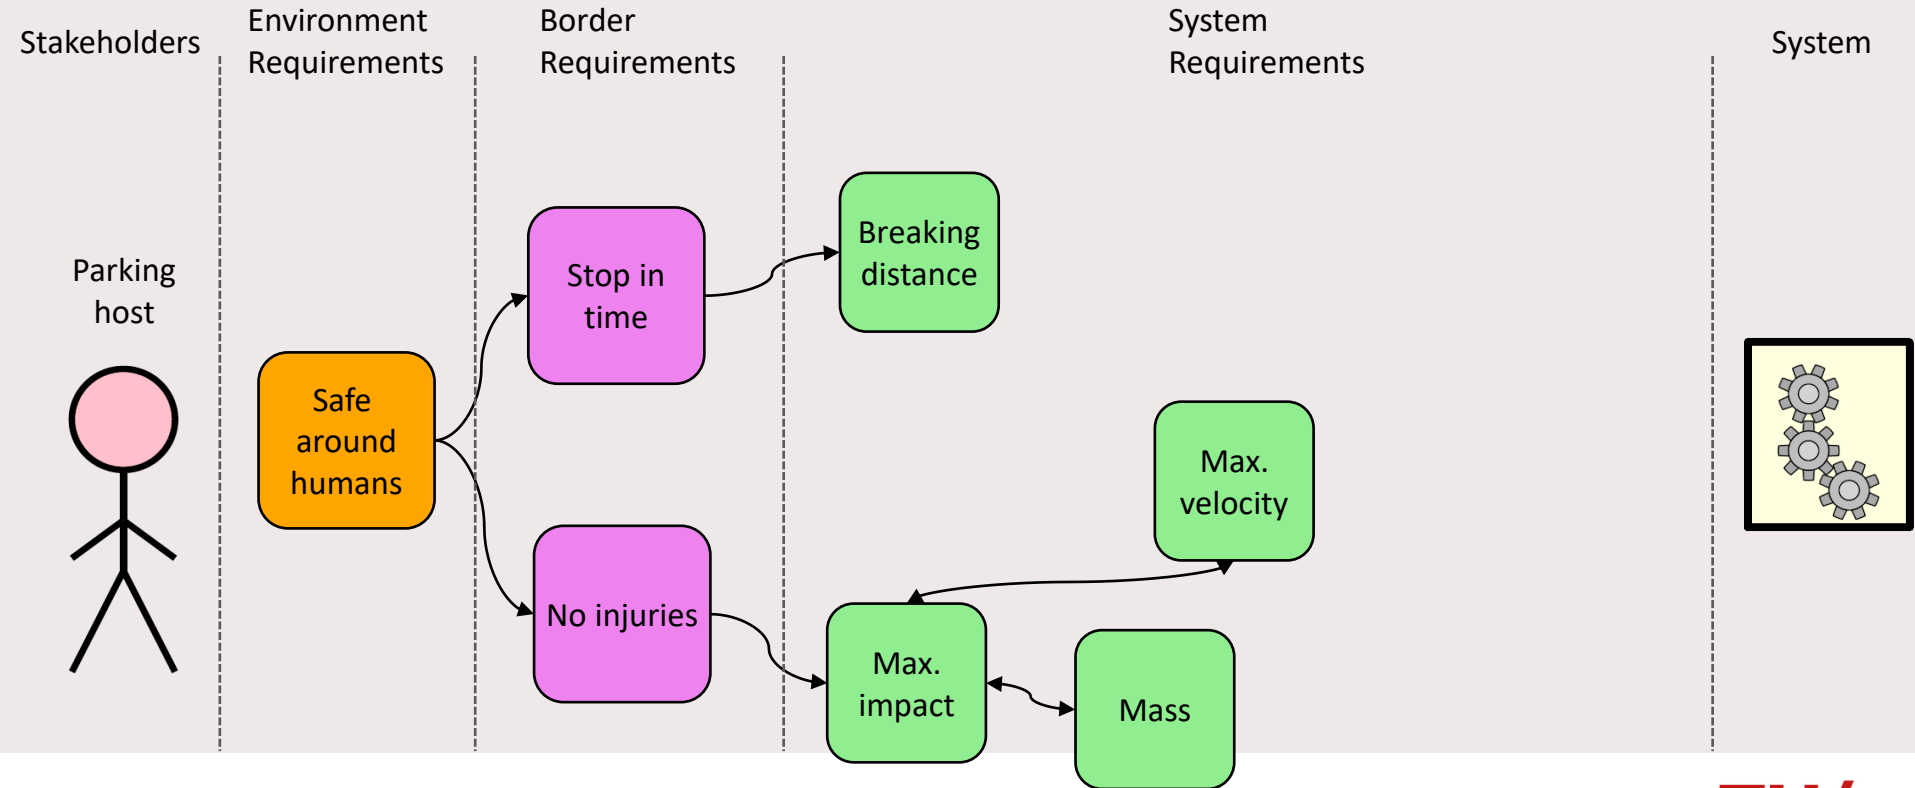 Stakeholders
Environment
Requirements
Border
Requirements
System
Requirements
System
Parking
host
Safe
around
humans
Stop in
time
No injuries
Breaking
distance
Max.
velocity
Max.
impact
Mass